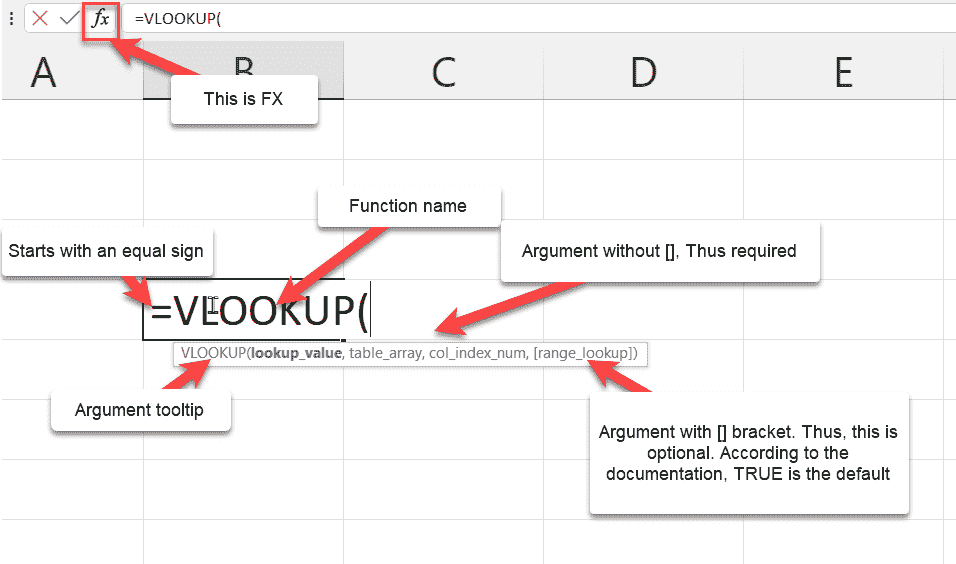 fx =VLOOKUP(
A B C D E
This is FX
Function name
Starts with an equal sign
Argument without [], Thus required
=VLOOKUP(
VLOOKUP(lookup_value, table_array, col_index_num, [range_lookup])
Argument tooltip
Argument with [] bracket. Thus, this is
optional. According to the
documentation, TRUE is the default